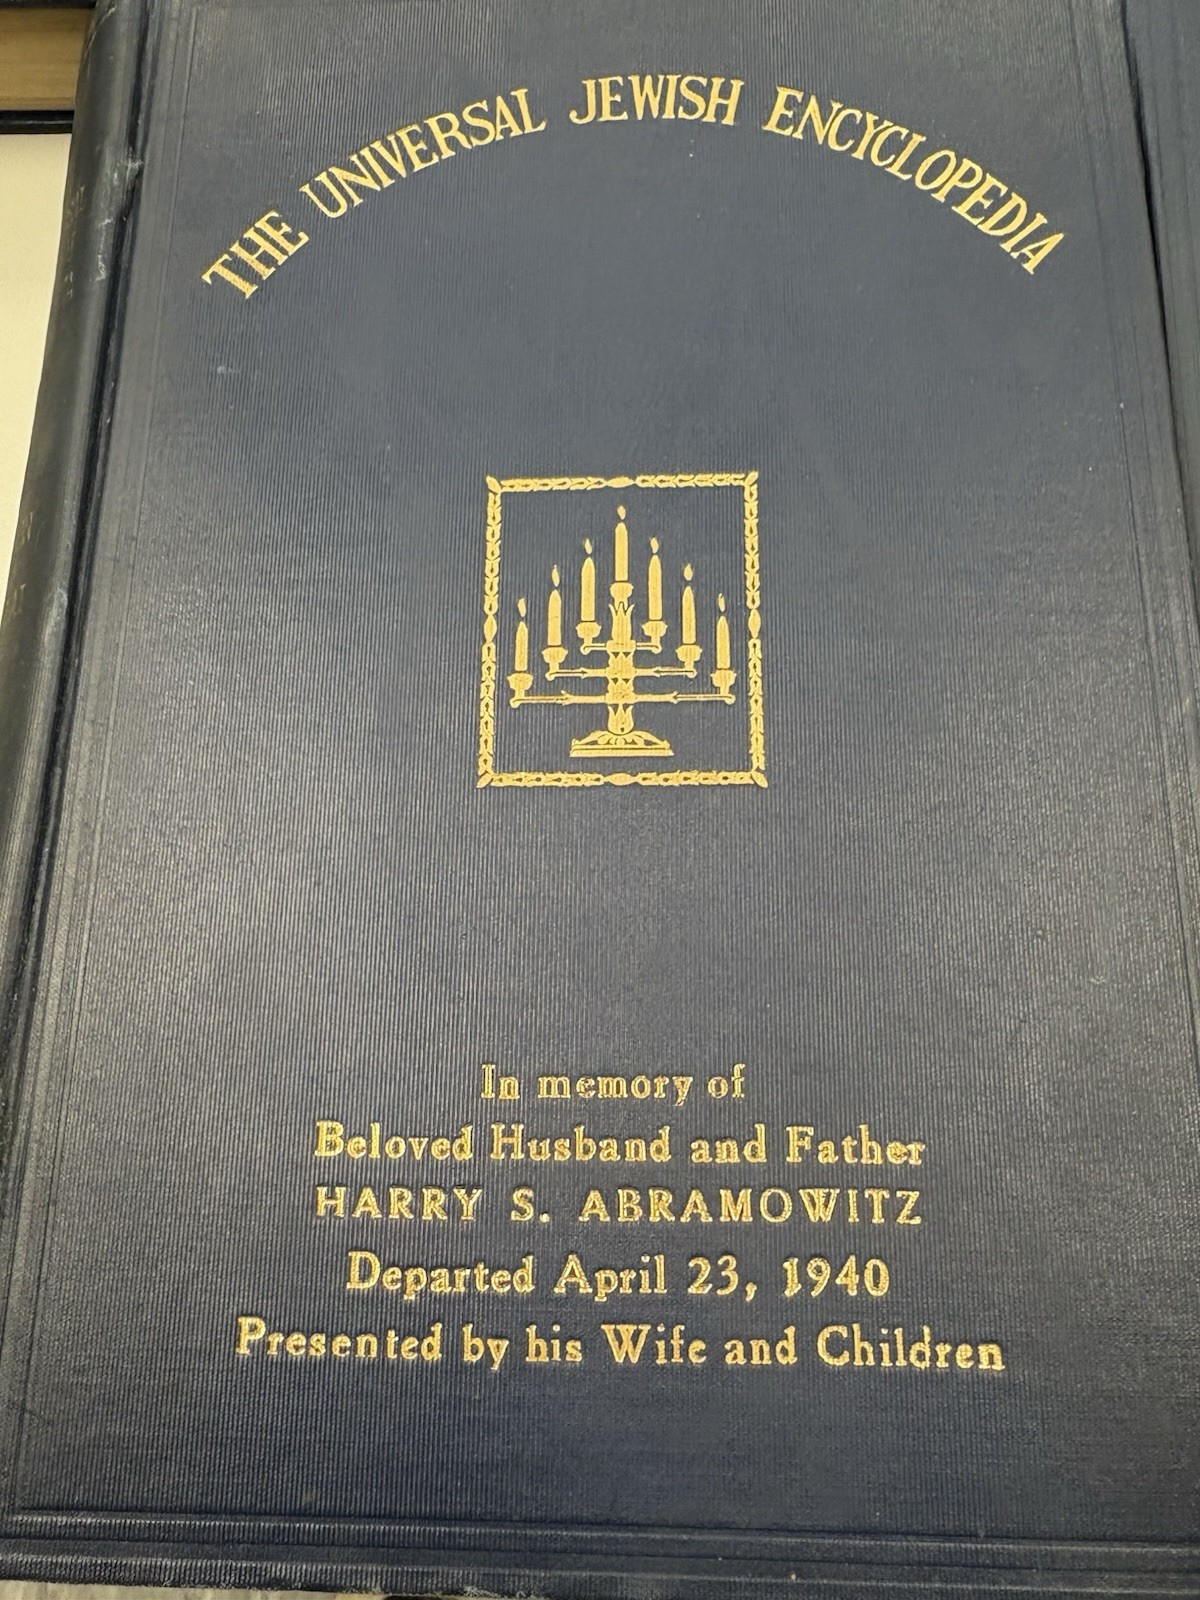 THE UNIVERSAL JEWISH ENCYCLOPEDIA
In memory of
Beloved Husband and Father
HARRY S. ABRAMOWITZ
Departed April 23, 1940
Presented by his Wife and Children